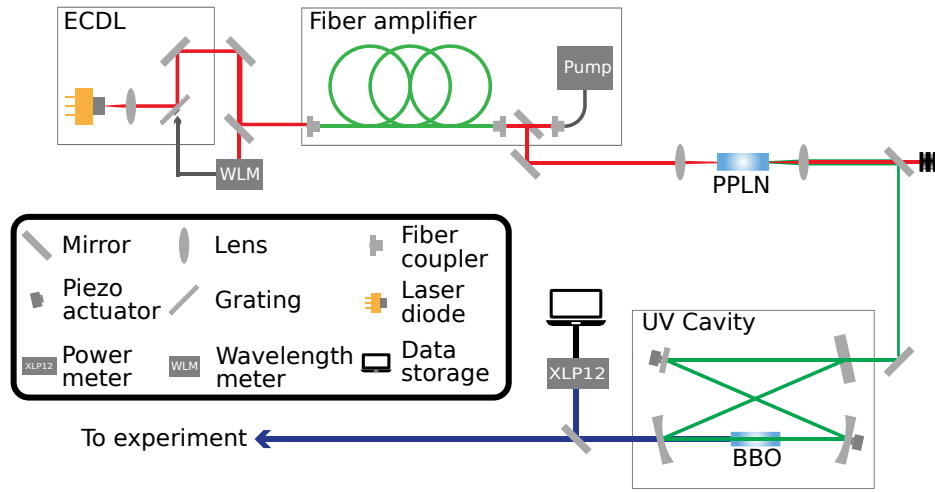 ECDL
Fiber amplifier
Pump
WLM
PPLN
Mirror
Lens
Fiber
coupler
Piezo
actuator
Grating
Laser
diode
XLP12
Power
meter
WLM
Wavelength
meter
Data
storage
XLP12
UV Cavity
To experiment
BBO